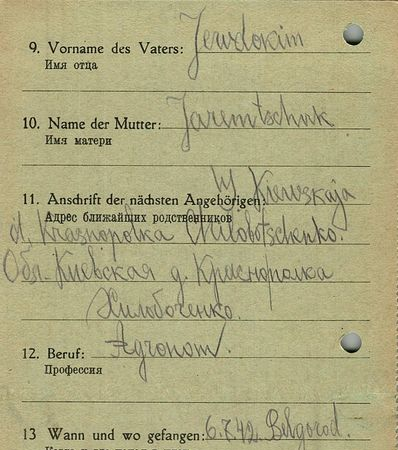 9. Vorname des Vaters: Jewdokim
Имя отца
10. Name der Mutter: Jaremtschuk
Имя матери
W. Kiewskaja
11. Anschrift der nächsten Angehörigen:
Адрес ближайщих родственников
d. Krasnopolka Chilobotschenko.
Обл. Киевская д. Краснополка
Хилобоченко.
12. Beruf: Agronom.
Профессия
13 Wann und wo gefangen: 6.7.42. Belgorod.